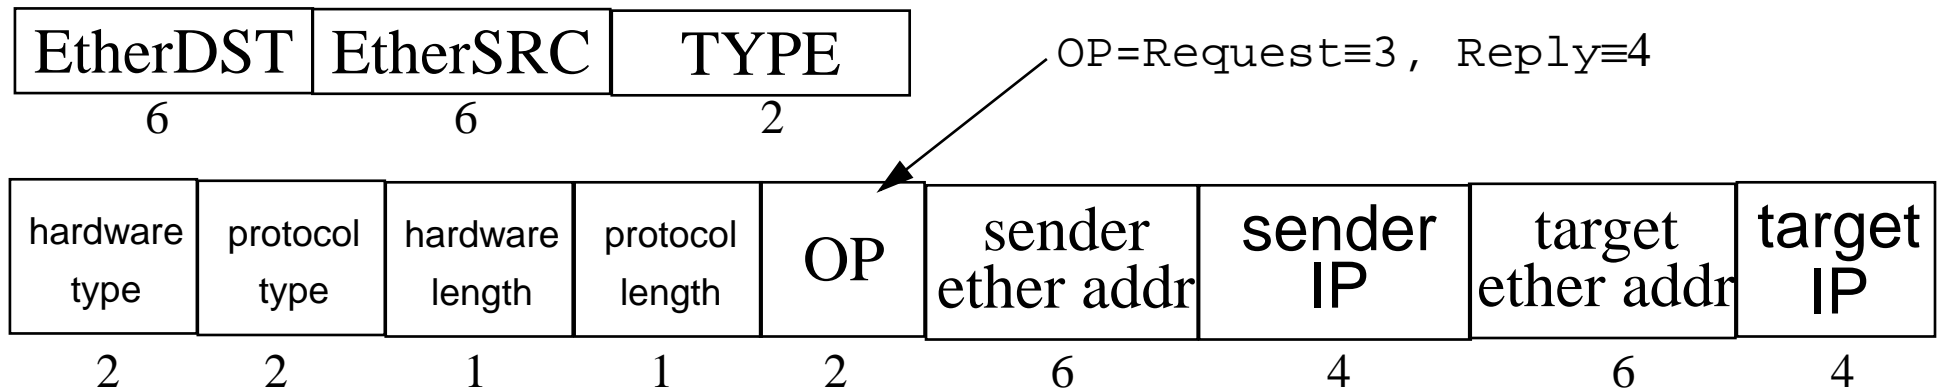 EtherDST EtherSRC TYPE
OP=Request≡3, Reply≡4
6 6 2
hardware type
protocol type
hardware length
protocol length
OP
sender ether addr
sender IP
target ether addr
target IP
2 2 1 1 2 6 4 6 4